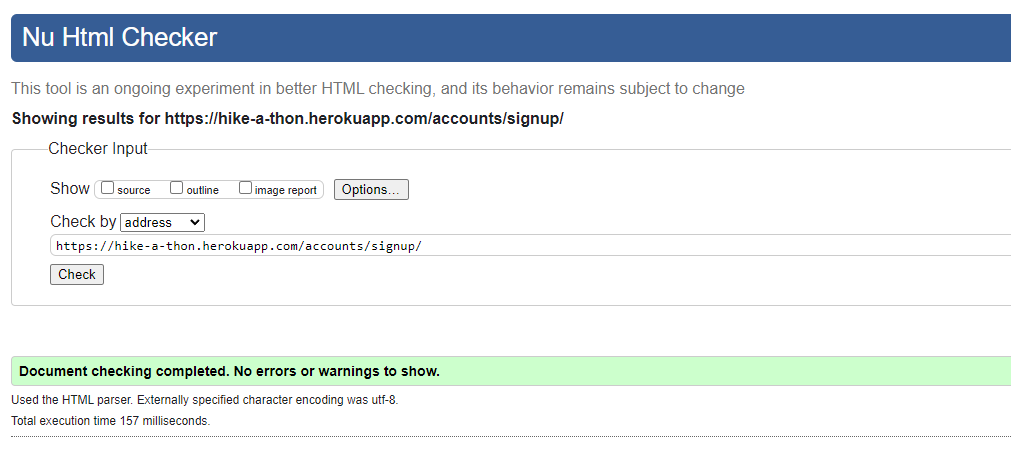 Nu Html Checker
This tool is an ongoing experiment in better HTML checking, and its behavior remains subject to change
Showing results for https://hike-a-thon.herokuapp.com/accounts/signup/
Checker Input
Show source outline image report Options...
Check by address
https://hike-a-thon.herokuapp.com/accounts/signup/
Check
Document checking completed. No errors or warnings to show.
Used the HTML parser. Externally specified character encoding was utf-8.
Total execution time 157 milliseconds.